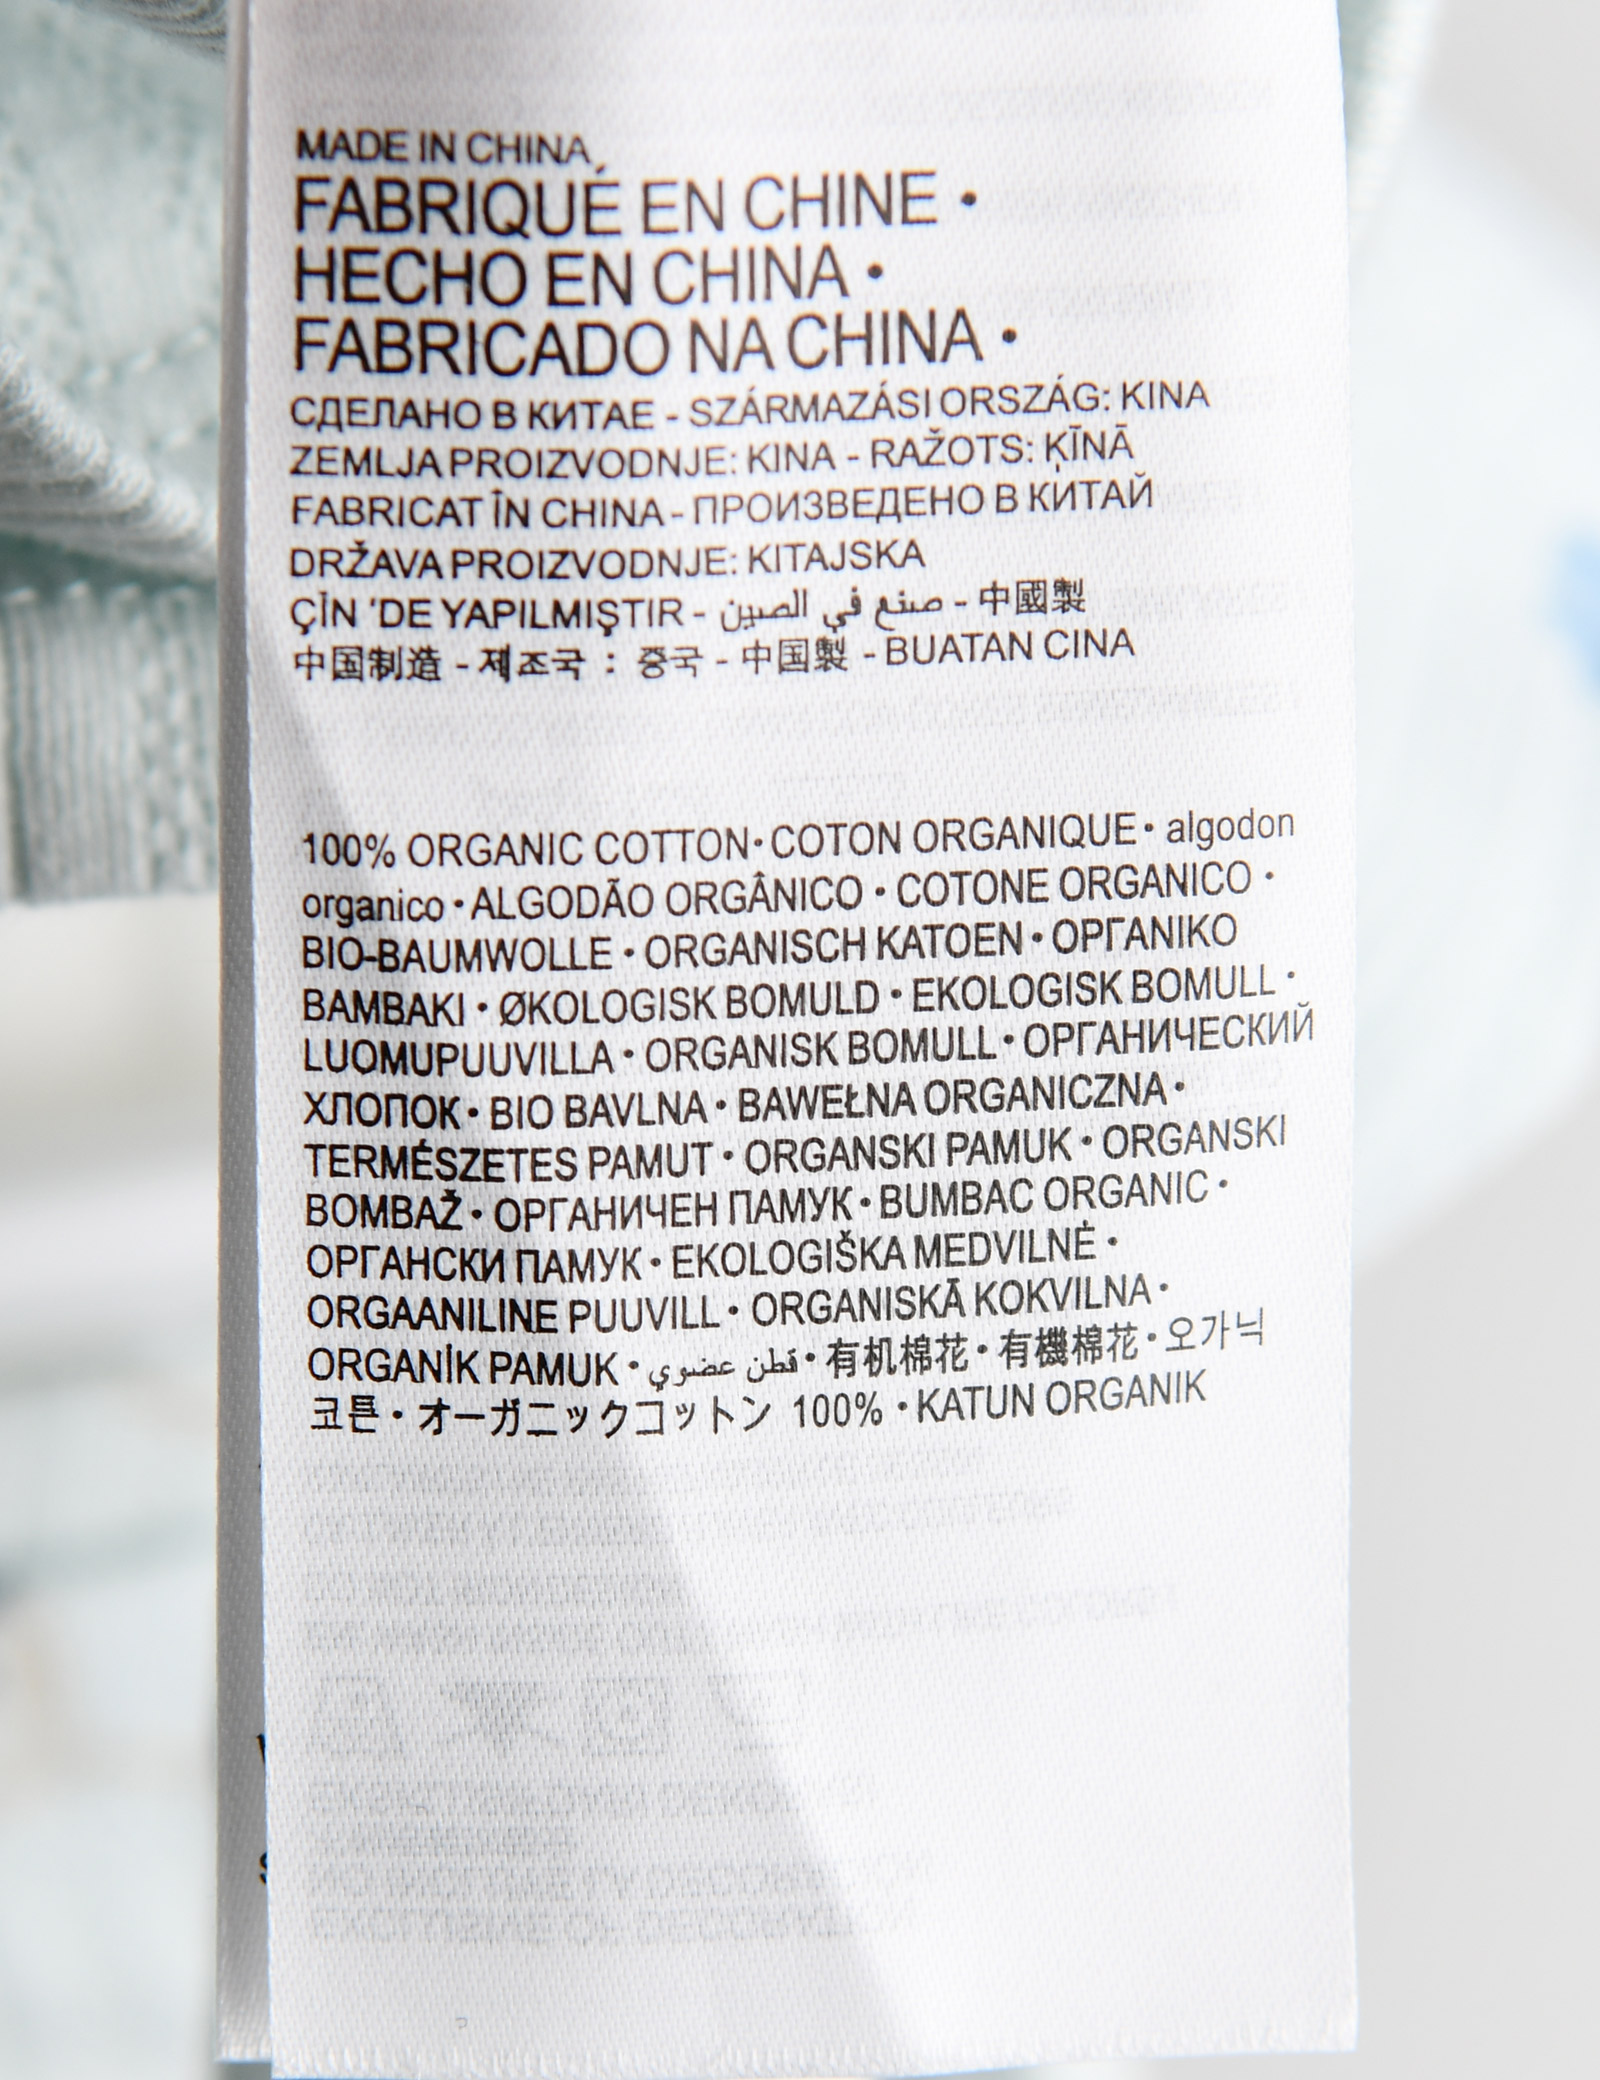 MADE IN CHINA
FABRIQUÉ EN CHINE •
HECHO EN CHINA •
FABRICADO NA CHINA •
СДЕЛАНО В КИТАЕ - SZÁRMAZÁSI ORSZÁG: KINA
ZEMLJA PROIZVODNJE: KINA - RAŽOTS: ĶĪNĀ
FABRICAT ÎN CHINA - ПРОИЗВЕДЕНО В КИТАЙ
DRŽAVA PROIZVODNJE: KITAJSKA
ÇİN 'DE YAPILMIŞTIR - صنع في الصين - 中國製
中国制造 - 제조국 : 중국 - 中国製 - BUATAN CINA
100% ORGANIC COTTON • COTON ORGANIQUE • algodon
organico • ALGODÃO ORGÂNICO • COTONE ORGANICO •
BIO-BAUMWOLLE • ORGANISCH KATOEN • ΟΡΓΑΝΙΚΟ
BAMBAKI • ØKOLOGISK BOMULD • EKOLOGISK BOMULL •
LUOMUPUUVILLA • ORGANISK BOMULL • ОРГАНИЧЕСКИЙ
ХЛОПОК • BIO BAVLNA • BAWEŁNA ORGANICZNA •
TERMÉSZETES PAMUT • ORGANSKI PAMUK • ORGANSKI
BOMBAŽ • ОРГАНИЧЕН ПАМУК • BUMBAC ORGANIC •
ОРГАНСКИ ПАМУК • EKOLOGIŠKA MEDVILNĖ •
ORGAANILINE PUUVILL • ORGANISKĀ KOKVILNA •
ORGANİK PAMUK • قطن عضوي • 有机棉花 • 有機棉花 • 오가닉
코튼 • オーガニックコットン 100% • KATUN ORGANIK